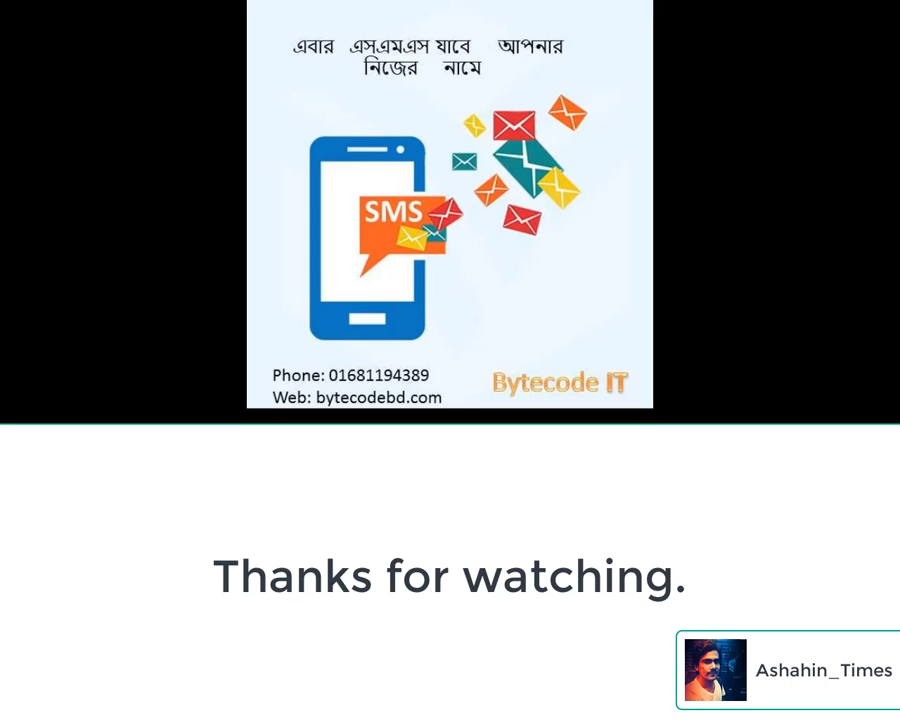 এবার এসএমএস যাবে আপনার
নিজের নামে
SMS
Phone: 01681194389
Web: bytecodebd.com
Bytecode IT
Thanks for watching.
Ashahin_Times